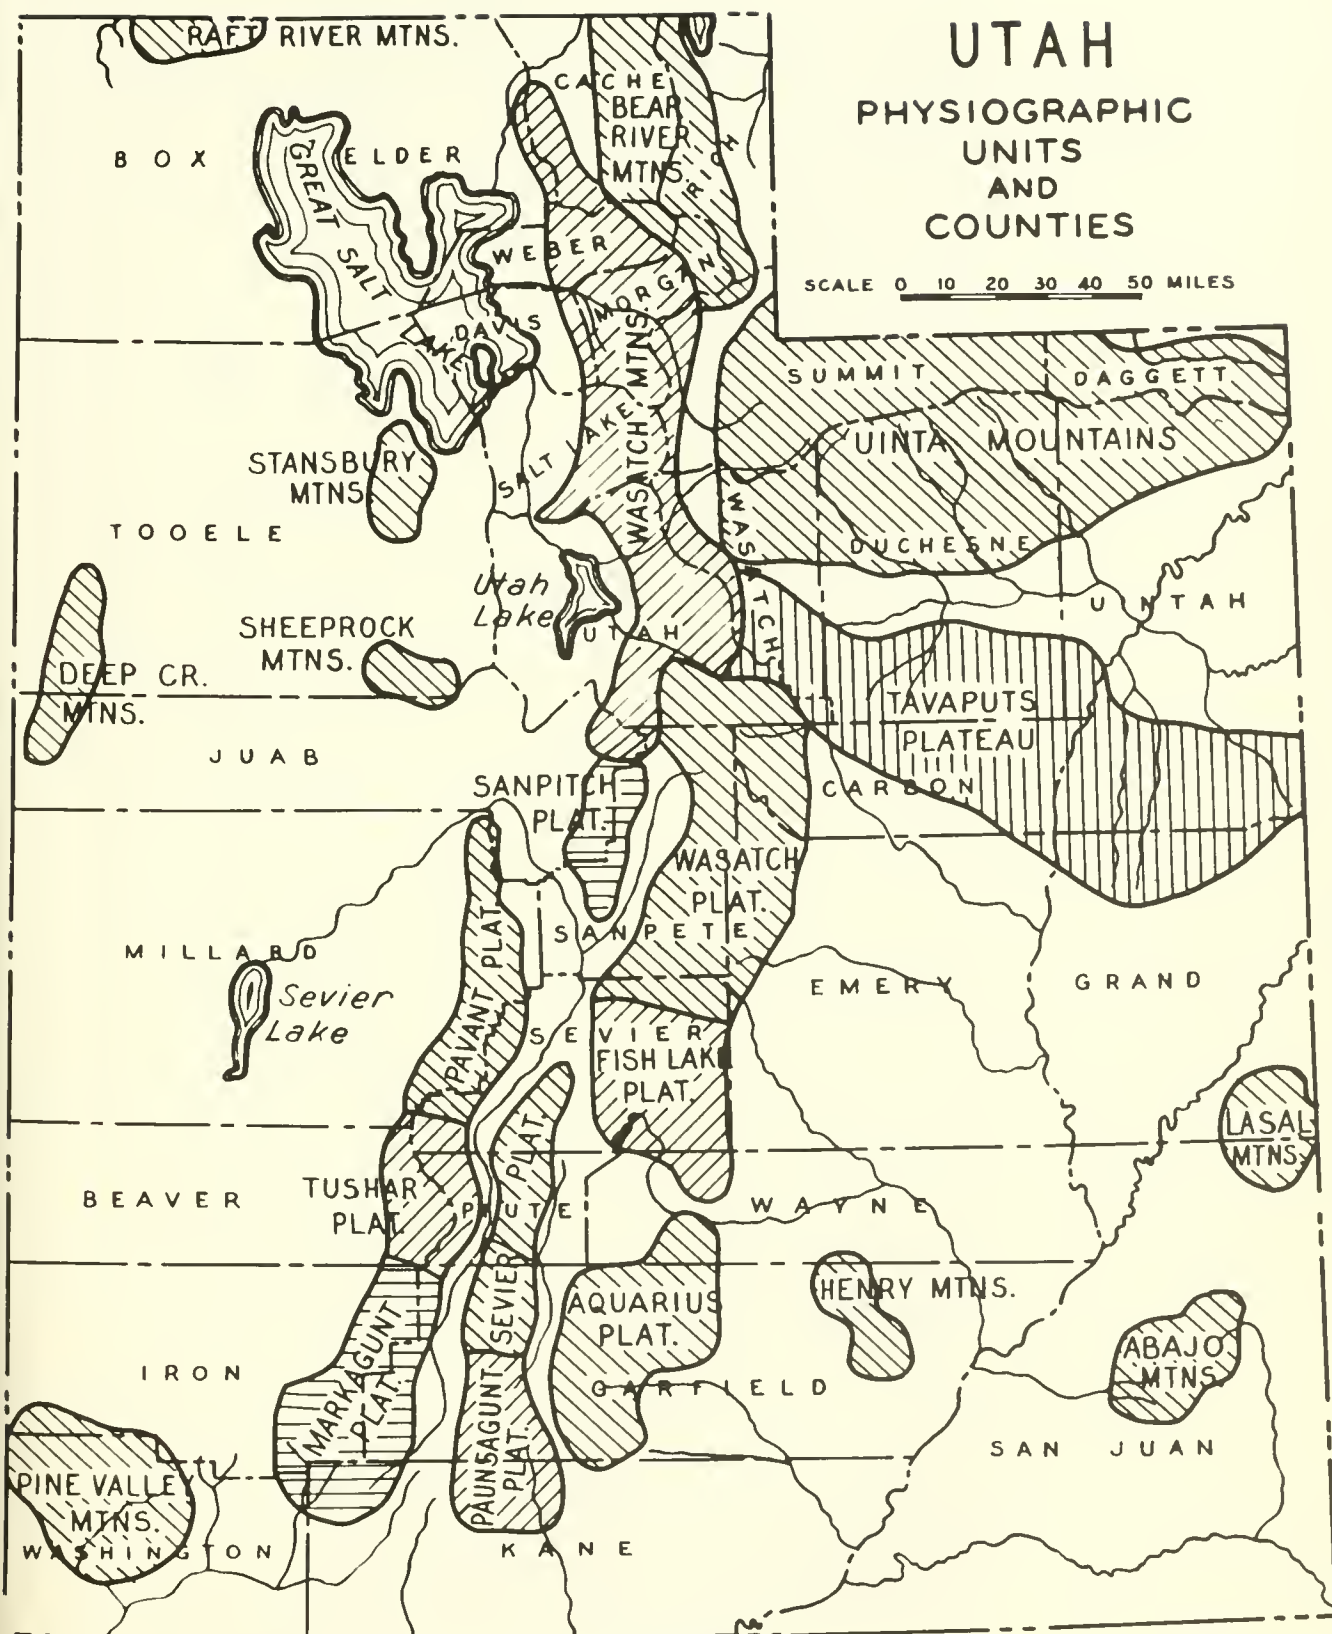 UTAH
PHYSIOGRAPHIC
UNITS
AND
COUNTIES
SCALE 0 10 20 30 40 50 MILES
RAFT RIVER MTNS.
CACHE
BEAR
RIVER
MTNS.
RICH
BOX ELDER
GREAT SALT
LAKE
WEBER
MORGAN
DAVIS
SUMMIT
DAGGETT
UINTA MOUNTAINS
WASATCH MTNS.
SALT LAKE
STANSBURY
MTNS.
TOOELE
WASATCH
DUCHESNE
UINTAH
Utah
Lake
UTAH
SHEEPROCK
MTNS.
DEEP CR.
MTNS.
TAVAPUTS
PLATEAU
JUAB
SANPITCH
PLAT.
CARBON
WASATCH
PLAT.
SANPETE
MILLARD
PAVANT PLAT.
Sevier
Lake
EMERY
GRAND
SEVIER
FISH LAKE
PLAT.
LASAL
MTNS.
BEAVER
TUSHAR
PLAT.
PIUTE
SEVIER PLAT.
WAYNE
HENRY MTNS.
AQUARIUS
PLAT.
ABAJO
MTNS.
IRON
MARKAGUNT
PLAT.
PAUNSAGUNT
PLAT.
GARFIELD
SAN JUAN
PINE VALLEY
MTNS.
WASHINGTON
KANE